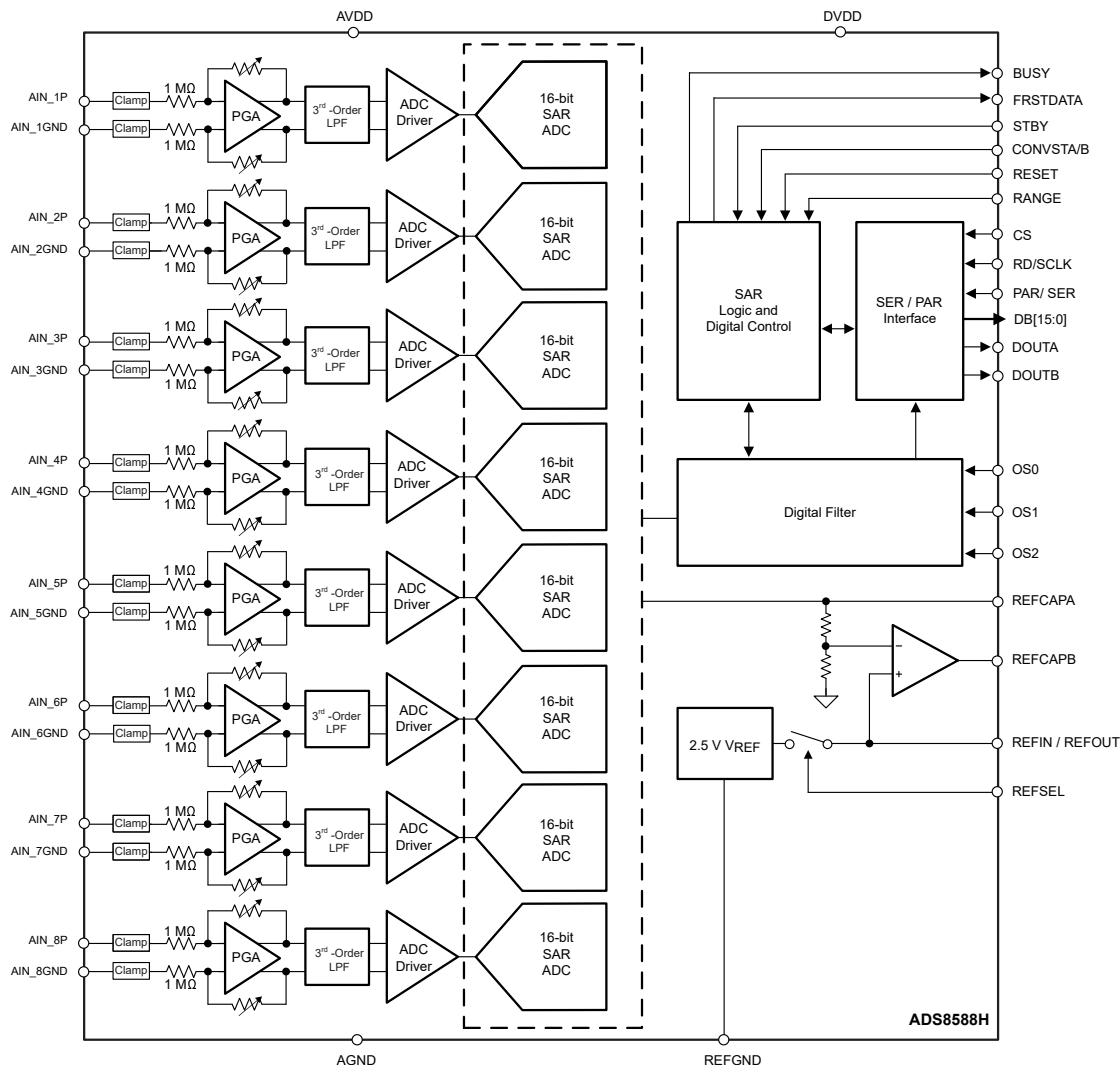 AVDD
DVDD
AIN_1P
Clamp
1 MΩ
AIN_1GND
Clamp
1 MΩ
PGA
3rd -Order
LPF
ADC
Driver
16-bit
SAR
ADC
AIN_2P
Clamp
1 MΩ
AIN_2GND
Clamp
1 MΩ
PGA
3rd -Order
LPF
ADC
Driver
16-bit
SAR
ADC
AIN_3P
Clamp
1 MΩ
AIN_3GND
Clamp
1 MΩ
PGA
3rd -Order
LPF
ADC
Driver
16-bit
SAR
ADC
AIN_4P
Clamp
1 MΩ
AIN_4GND
Clamp
1 MΩ
PGA
3rd -Order
LPF
ADC
Driver
16-bit
SAR
ADC
AIN_5P
Clamp
1 MΩ
AIN_5GND
Clamp
1 MΩ
PGA
3rd -Order
LPF
ADC
Driver
16-bit
SAR
ADC
AIN_6P
Clamp
1 MΩ
AIN_6GND
Clamp
1 MΩ
PGA
3rd -Order
LPF
ADC
Driver
16-bit
SAR
ADC
AIN_7P
Clamp
1 MΩ
AIN_7GND
Clamp
1 MΩ
PGA
3rd -Order
LPF
ADC
Driver
16-bit
SAR
ADC
AIN_8P
Clamp
1 MΩ
AIN_8GND
Clamp
1 MΩ
PGA
3rd -Order
LPF
ADC
Driver
16-bit
SAR
ADC
BUSY
FRSTDATA
STBY
CONVSTA/B
RESET
RANGE
CS
RD/SCLK
PAR/ SER
DB[15:0]
DOUTA
DOUTB
SAR
Logic and
Digital Control
SER / PAR
Interface
Digital Filter
OS0
OS1
OS2
REFCAPA
−
+
REFCAPB
2.5 V VREF
REFIN / REFOUT
REFSEL
ADS8588H
AGND
REFGND